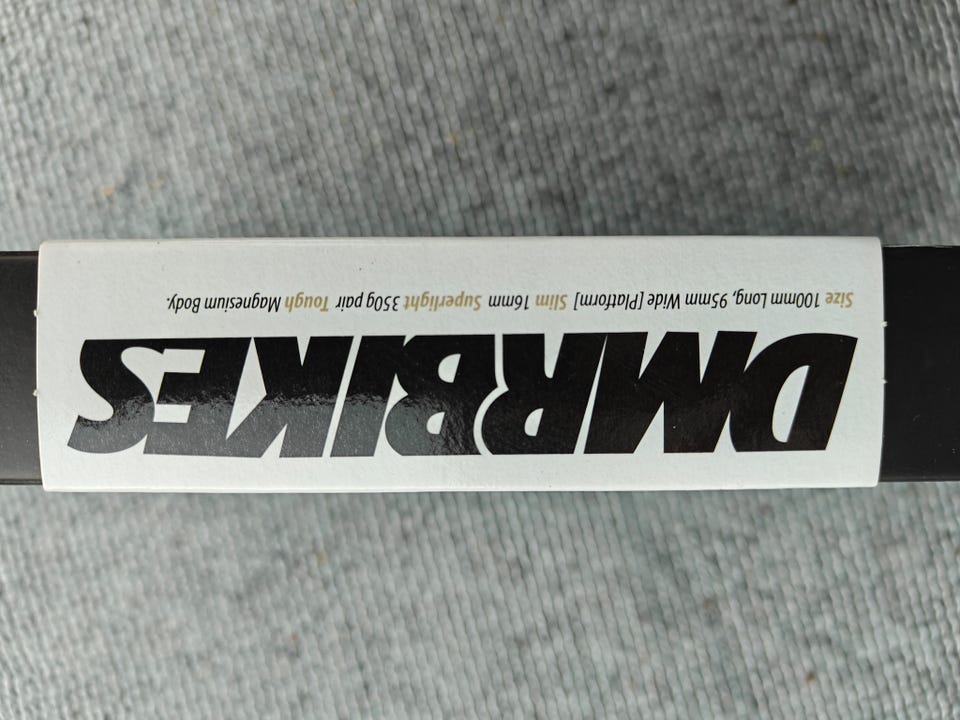 DMRBIKES
Size 100mm Long, 95mm Wide [Platform] Slim 16mm Superlight 350g pair Tough Magnesium Body.